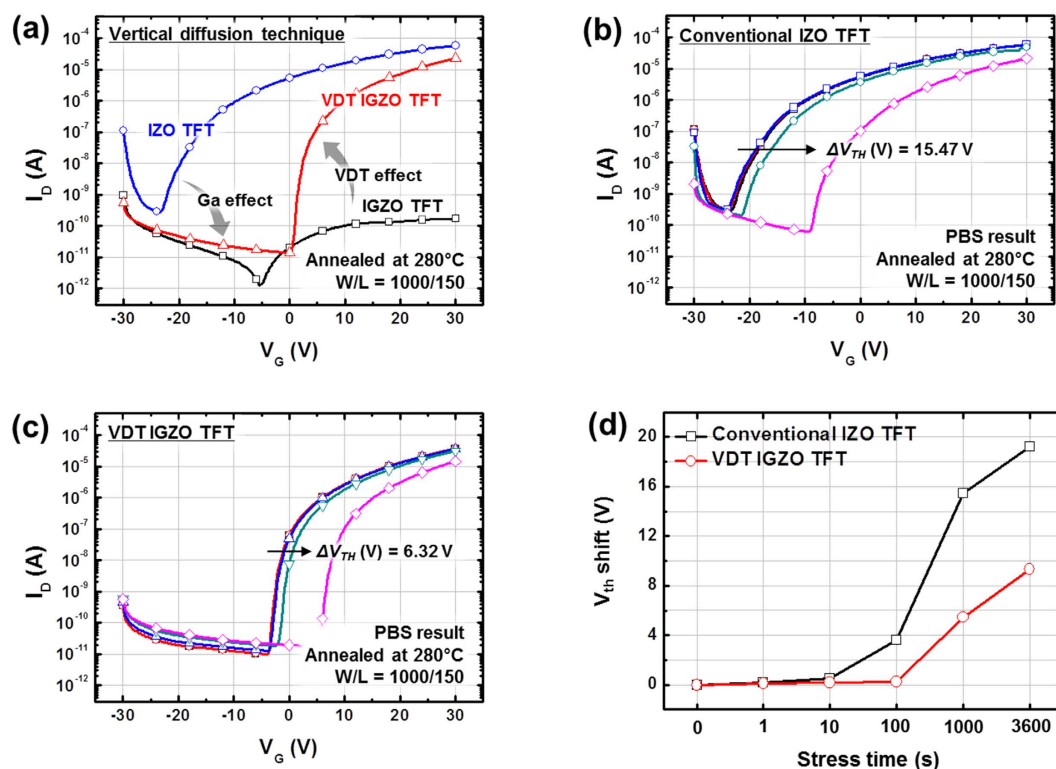 (a)
Vertical diffusion technique
10⁻⁴
10⁻⁵
10⁻⁶
10⁻⁷
10⁻⁸
10⁻⁹
10⁻¹⁰
10⁻¹¹
10⁻¹²
I_D (A)
IZO TFT
VDT IGZO TFT
VDT effect
Ga effect
IGZO TFT
Annealed at 280°C
W/L = 1000/150
-30 -20 -10 0 10 20 30
V_G (V)
(b)
Conventional IZO TFT
10⁻⁴
10⁻⁵
10⁻⁶
10⁻⁷
10⁻⁸
10⁻⁹
10⁻¹⁰
10⁻¹¹
10⁻¹²
I_D (A)
ΔV_TH (V) = 15.47 V
PBS result
Annealed at 280°C
W/L = 1000/150
-30 -20 -10 0 10 20 30
V_G (V)
(c)
VDT IGZO TFT
10⁻⁴
10⁻⁵
10⁻⁶
10⁻⁷
10⁻⁸
10⁻⁹
10⁻¹⁰
10⁻¹¹
10⁻¹²
I_D (A)
ΔV_TH (V) = 6.32 V
PBS result
Annealed at 280°C
W/L = 1000/150
-30 -20 -10 0 10 20 30
V_G (V)
(d)
Conventional IZO TFT
VDT IGZO TFT
20
16
12
8
4
0
V_th shift (V)
0 1 10 100 1000 3600
Stress time (s)